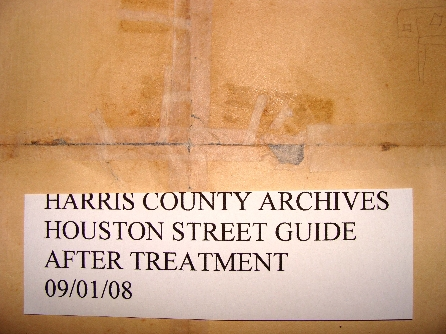 HARRIS COUNTY ARCHIVES
HOUSTON STREET GUIDE
AFTER TREATMENT
09/01/08